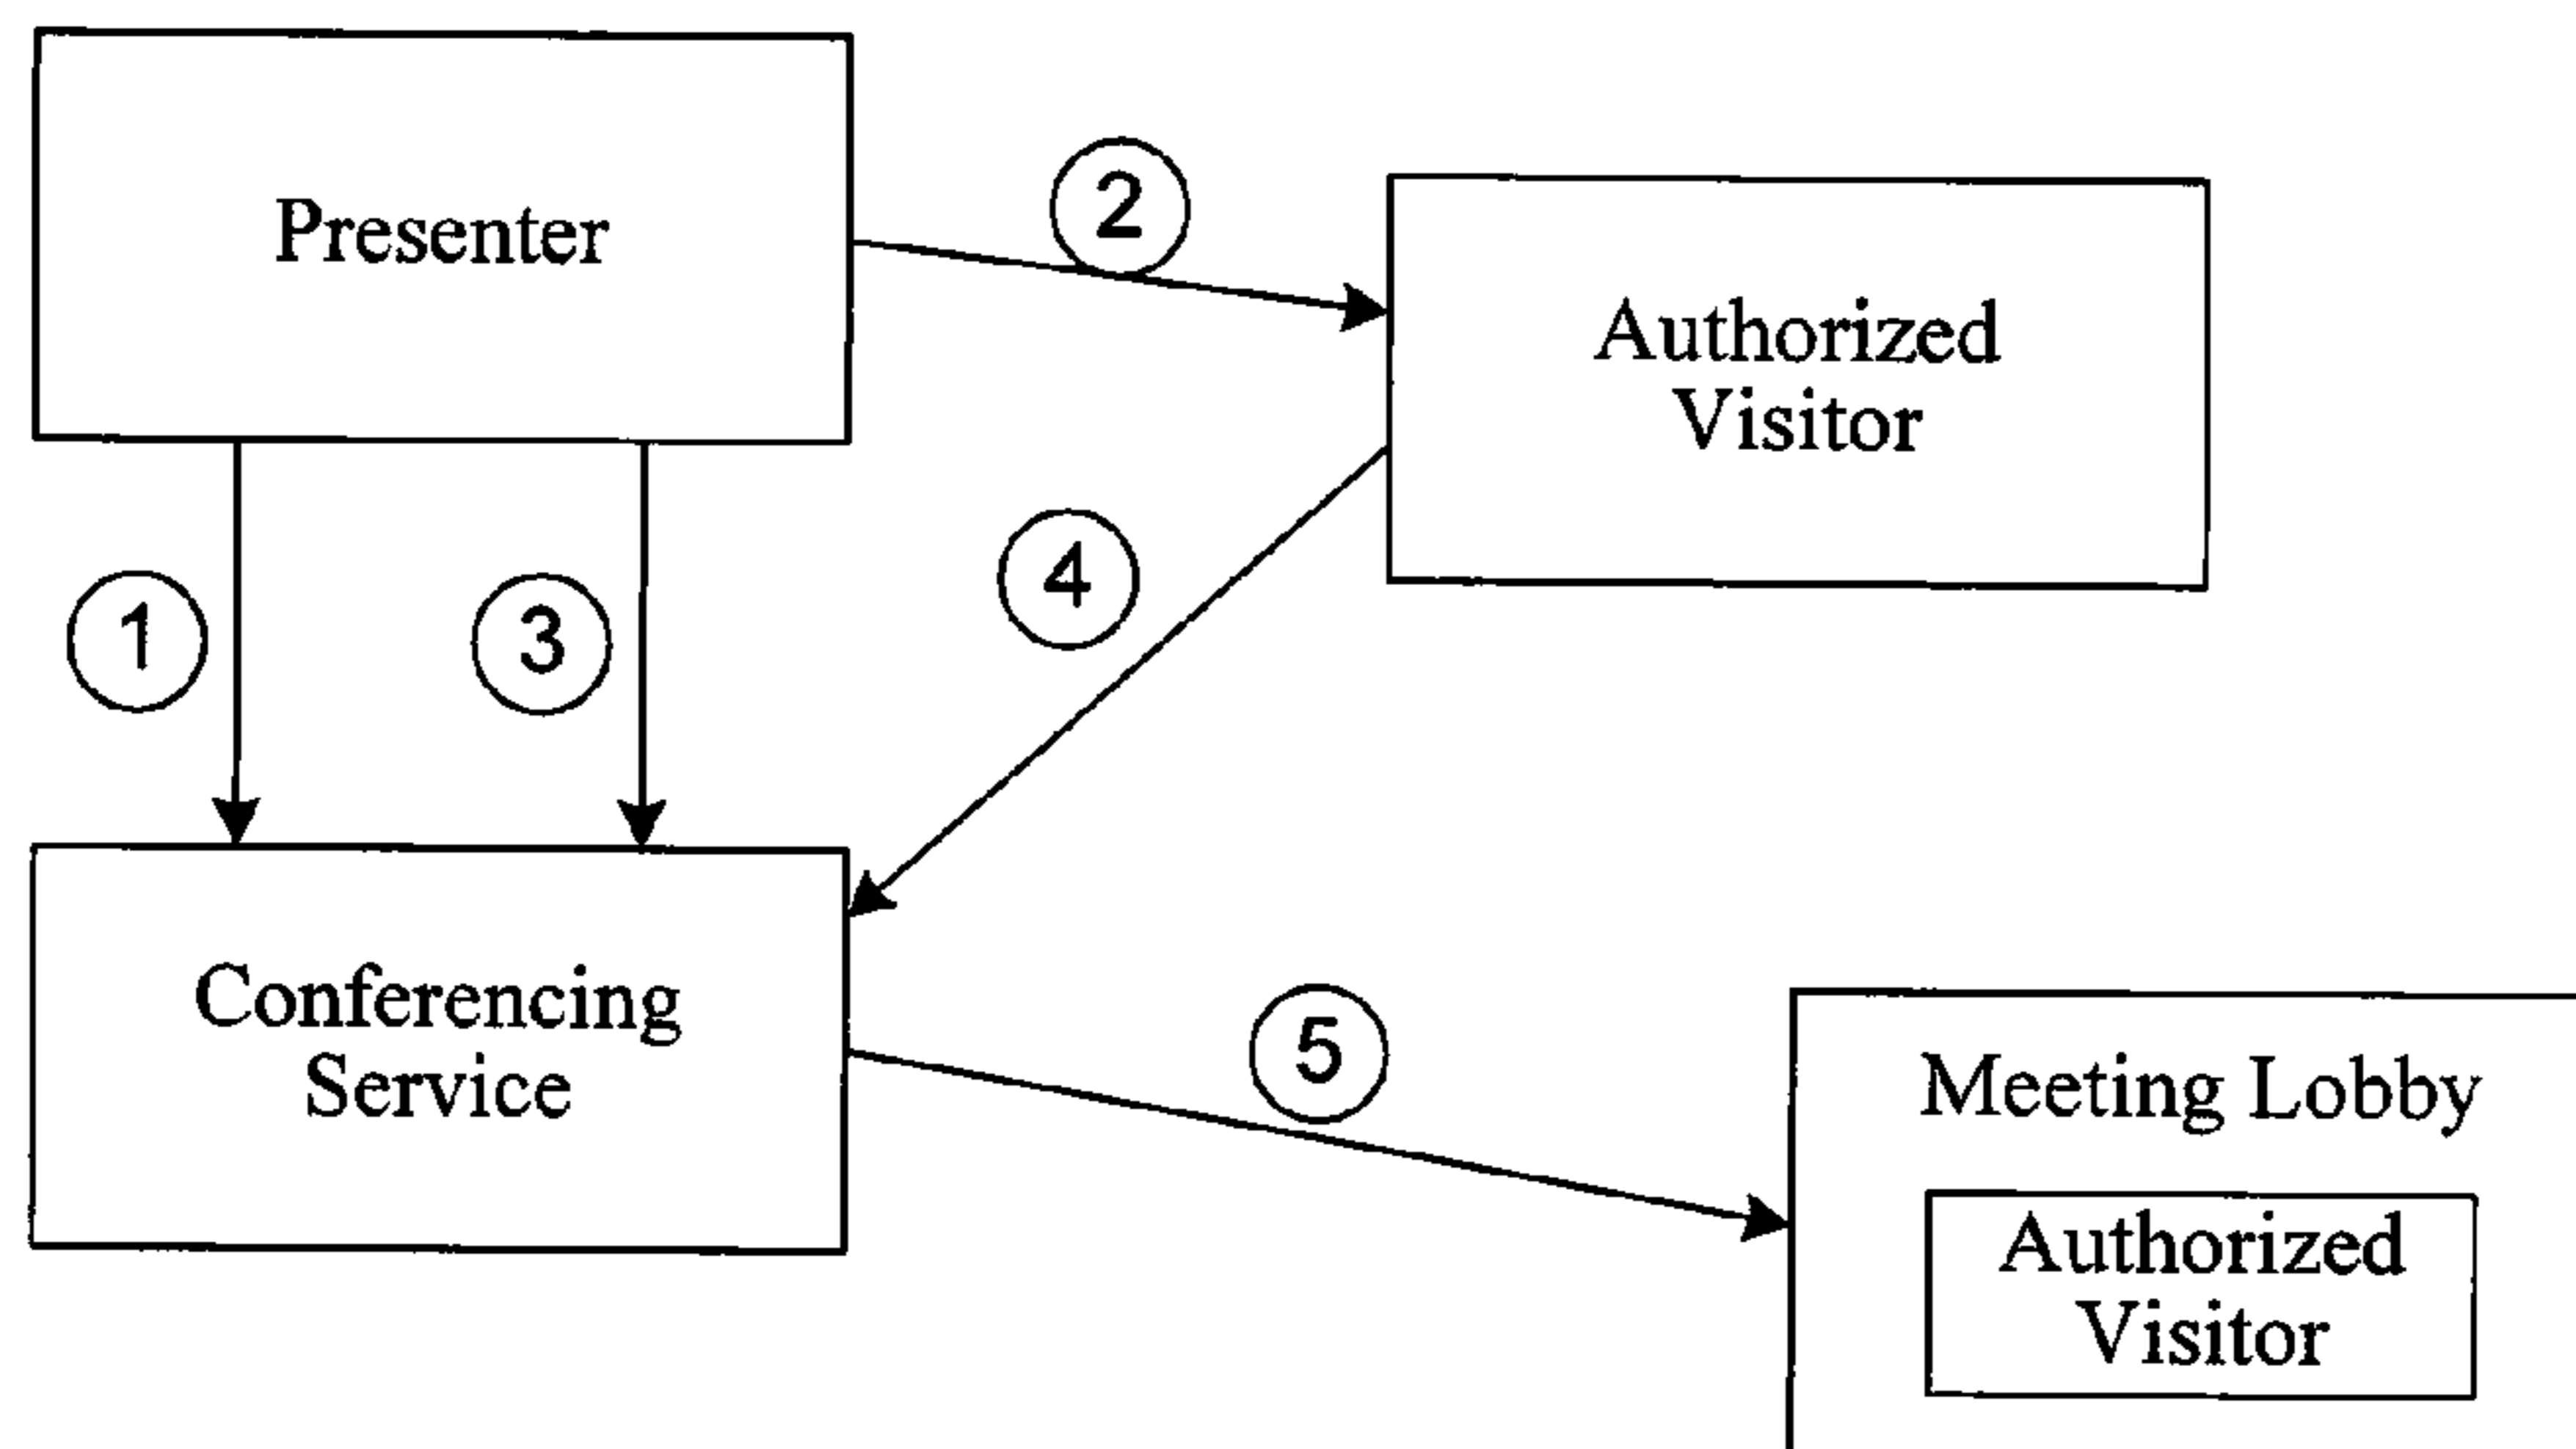 Presenter
2
Authorized
Visitor
1
3
4
Conferencing
Service
5
Meeting Lobby
Authorized
Visitor